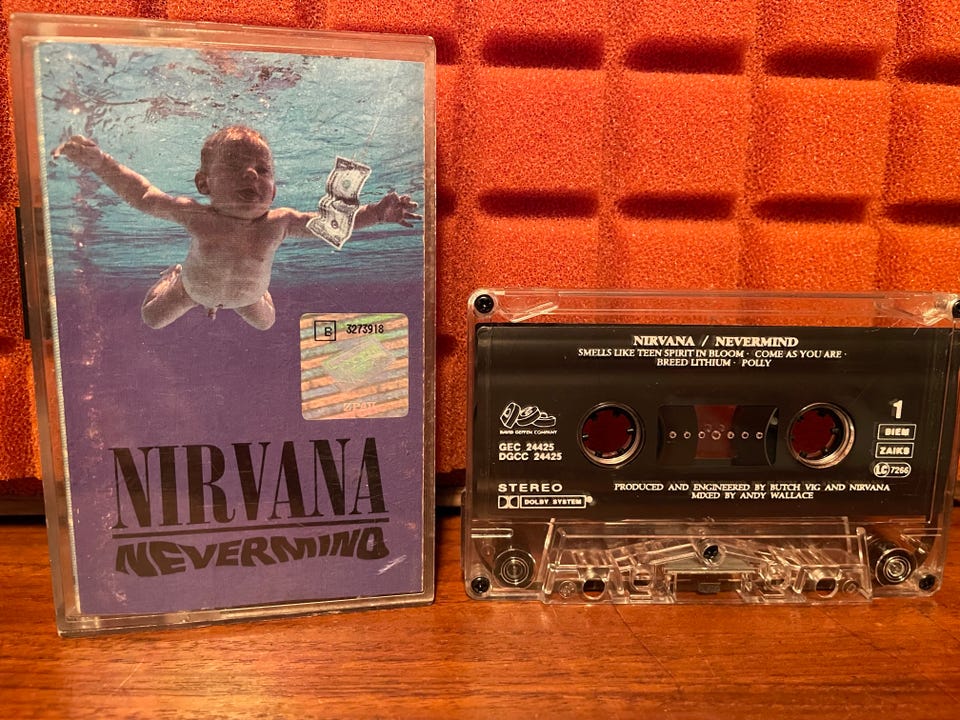 B 3273918
ZPAV
NIRVANA
NEVERMIND
NIRVANA / NEVERMIND
SMELLS LIKE TEEN SPIRIT IN BLOOM · COME AS YOU ARE ·
BREED LITHIUM · POLLY
DAVID GEFFEN COMPANY
GEC 24425
DGCC 24425
1
BIEM
ZAIKS
LC 7266
STEREO
DOLBY SYSTEM
PRODUCED AND ENGINEERED BY BUTCH VIG AND NIRVANA
MIXED BY ANDY WALLACE